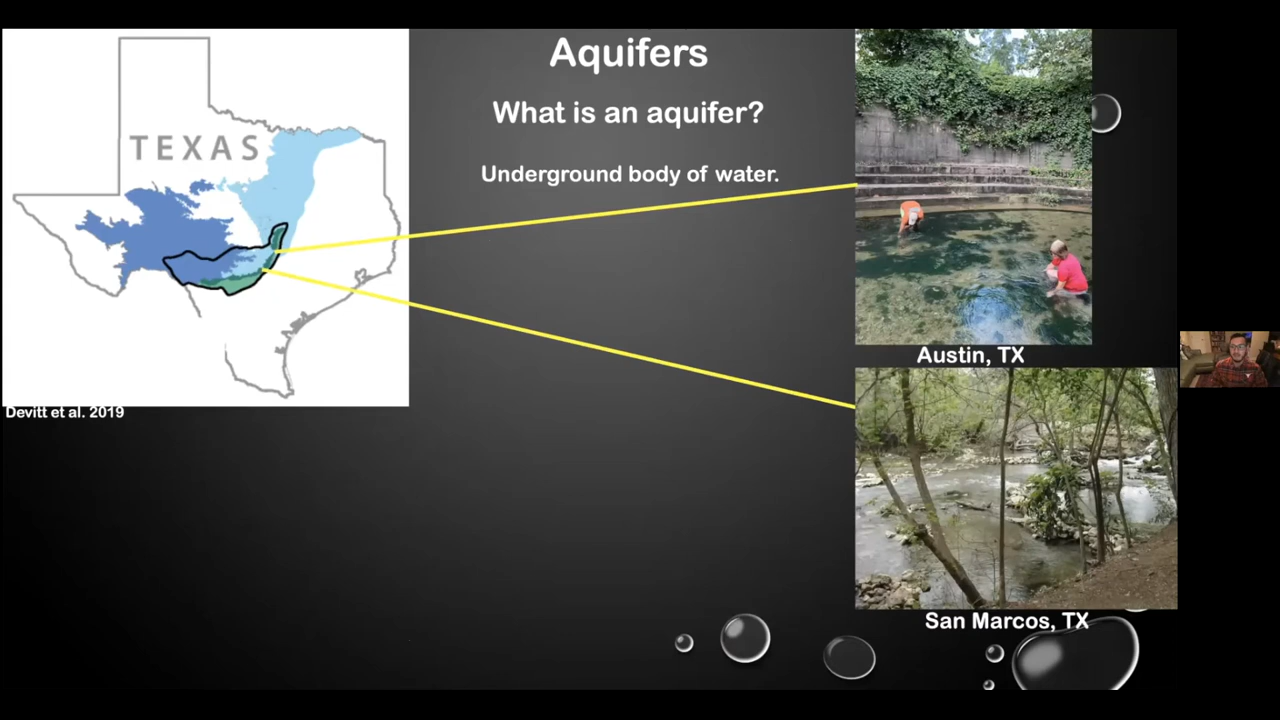 Aquifers
What is an aquifer?
Underground body of water.
TEXAS
Devitt et al. 2019
Austin, TX
San Marcos, TX